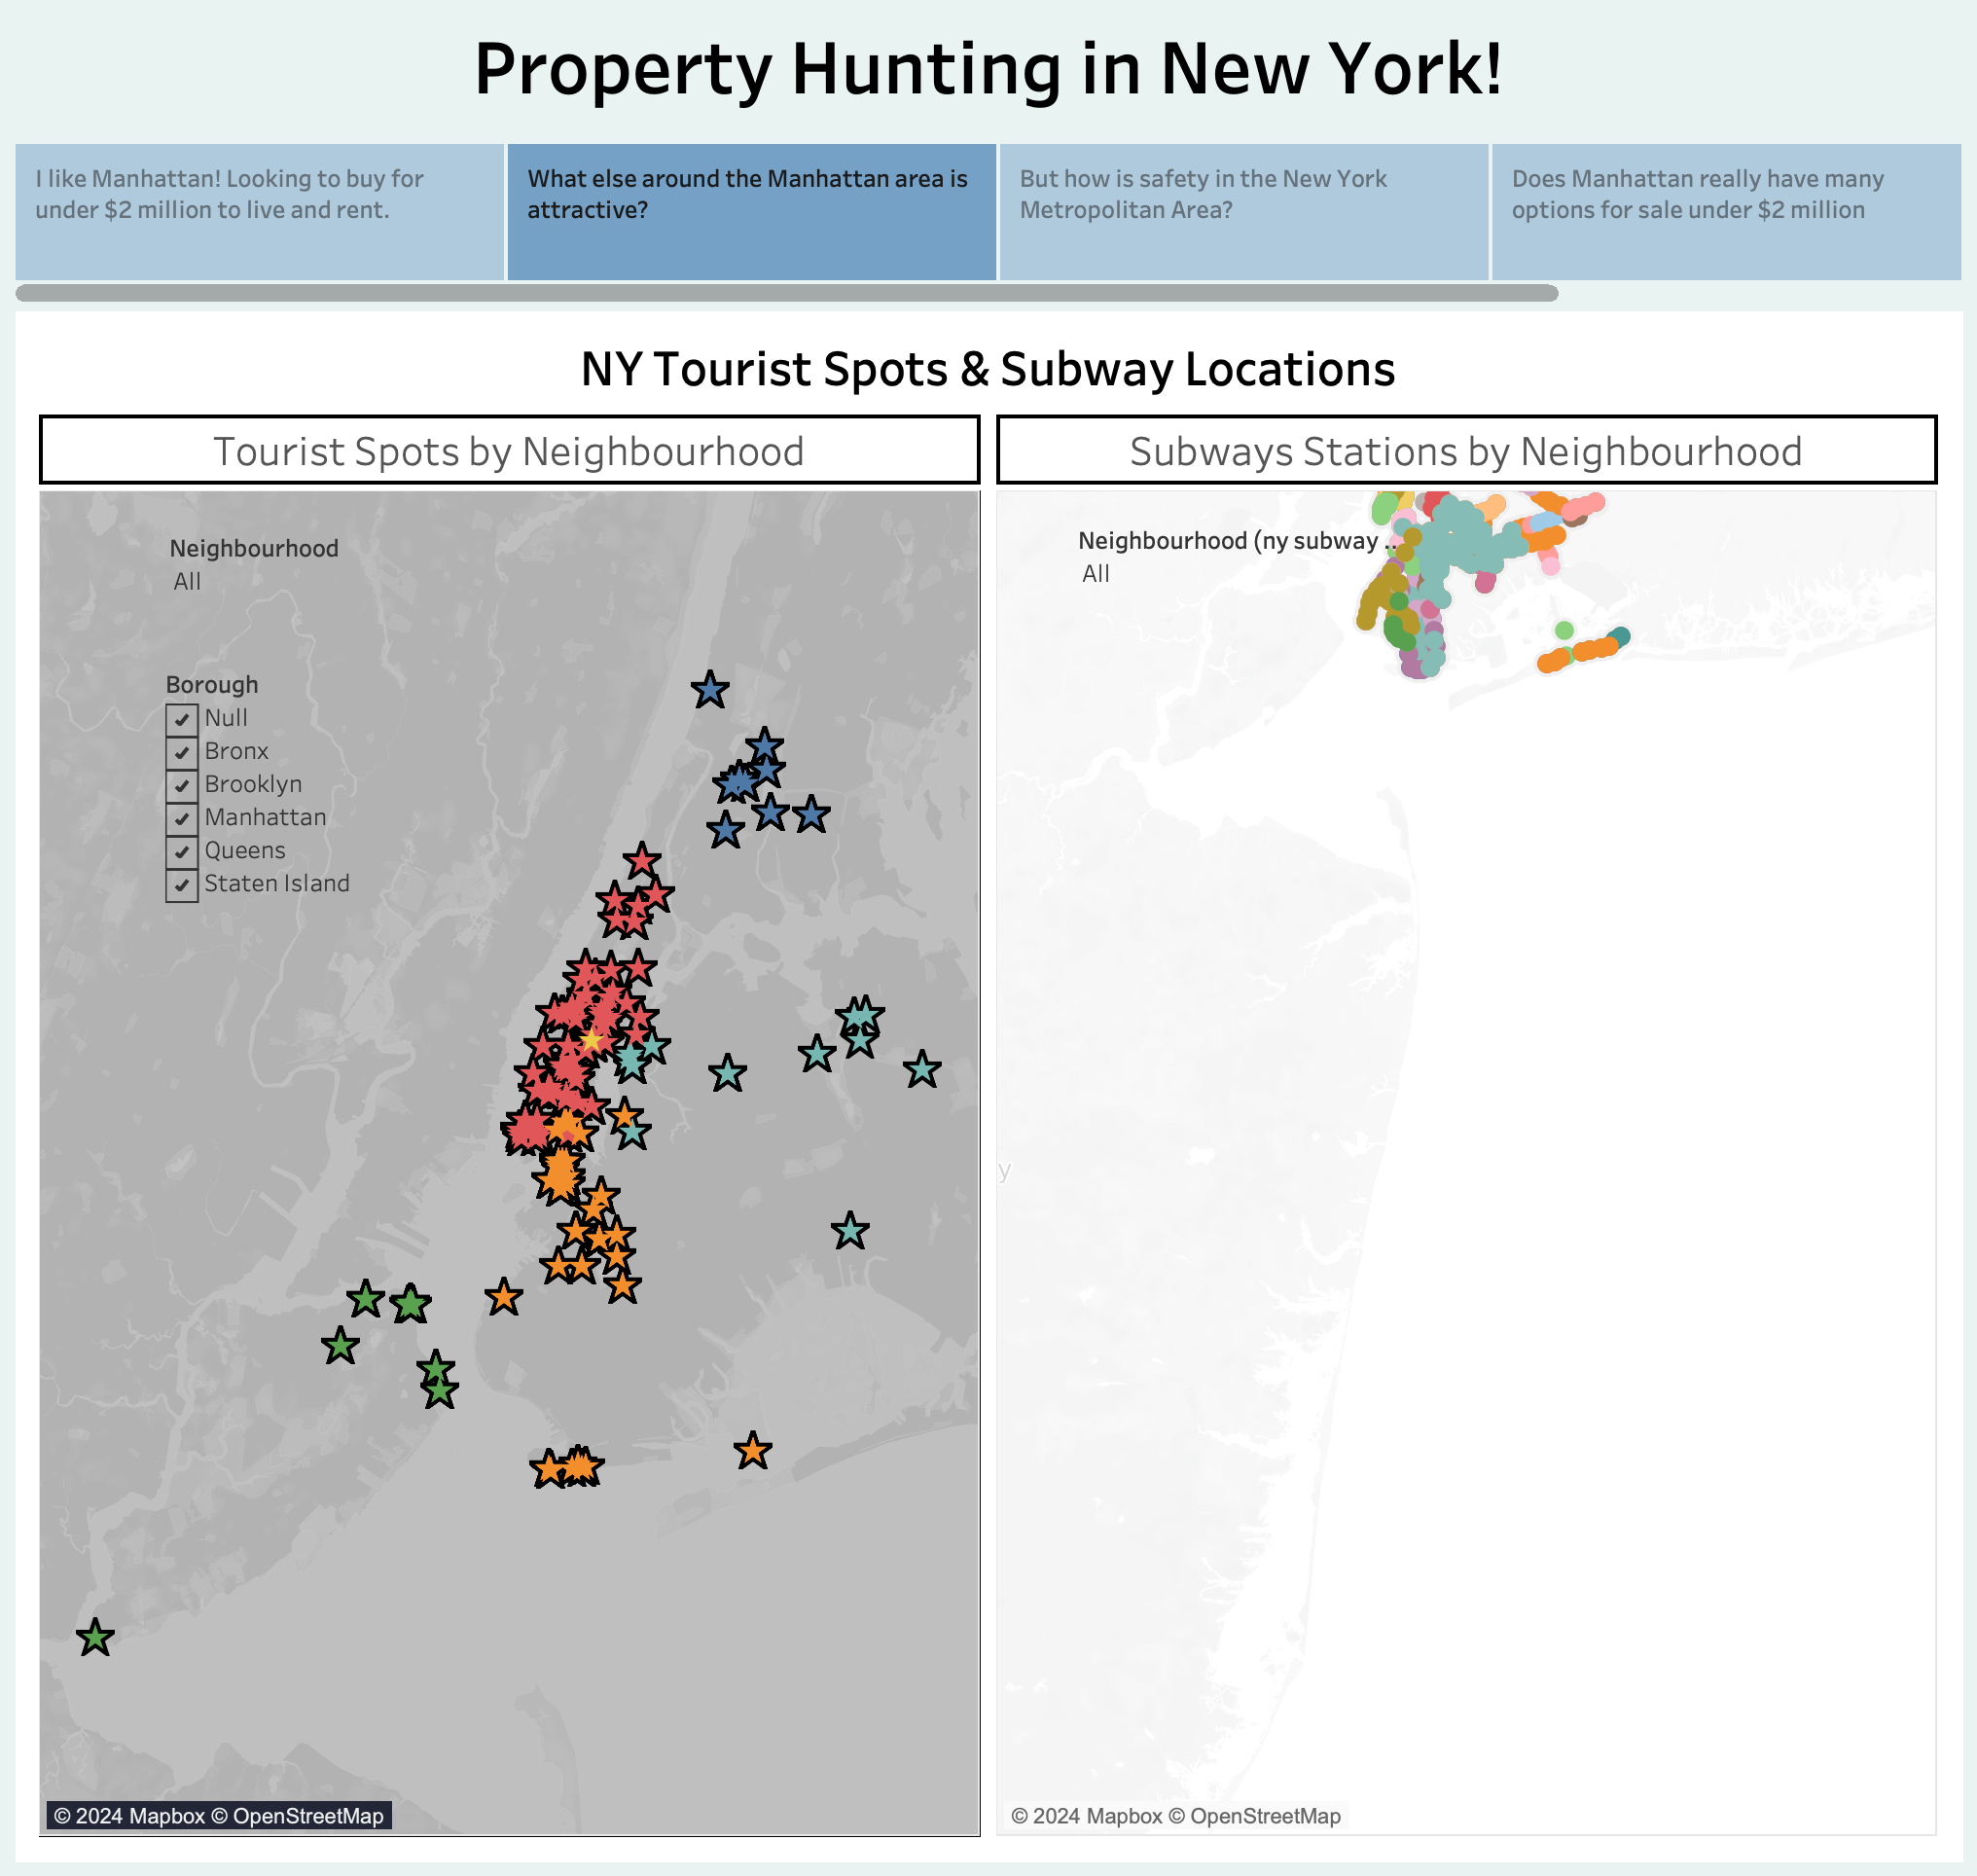 Property Hunting in New York!
I like Manhattan! Looking to buy for
under $2 million to live and rent.
What else around the Manhattan area is
attractive?
But how is safety in the New York
Metropolitan Area?
Does Manhattan really have many
options for sale under $2 million
NY Tourist Spots & Subway Locations
Tourist Spots by Neighbourhood
Neighbourhood
All
Borough
Null
Bronx
Brooklyn
Manhattan
Queens
Staten Island
© 2024 Mapbox © OpenStreetMap
Subways Stations by Neighbourhood
Neighbourhood (ny subway ..
All
y
© 2024 Mapbox © OpenStreetMap